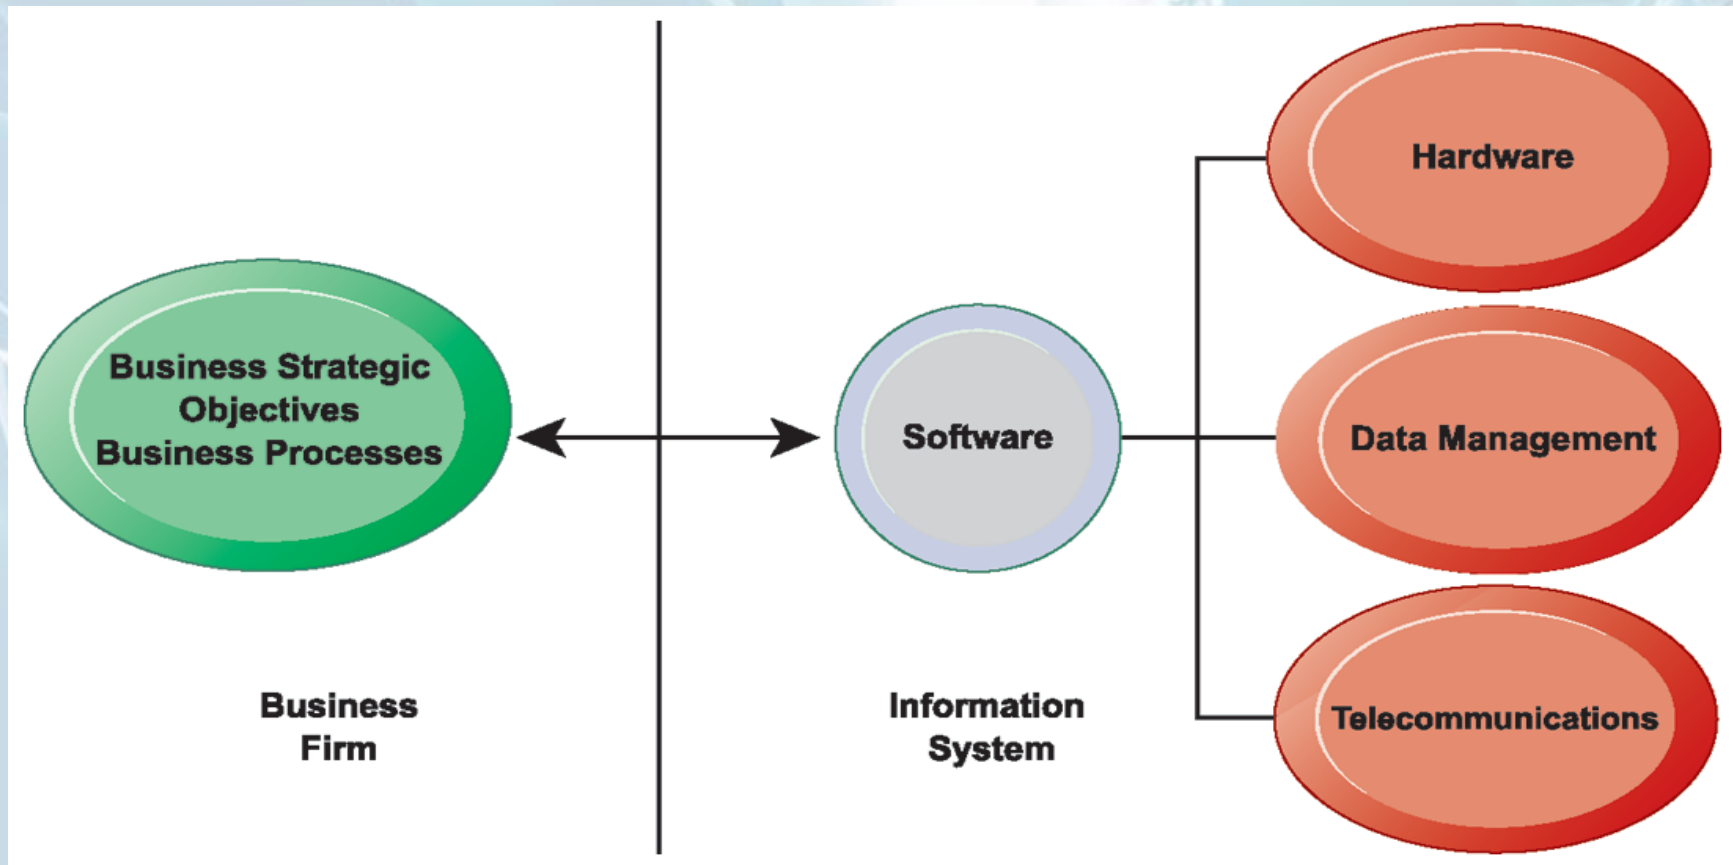 Business Strategic
Objectives
Business Processes
Business
Firm
Software
Information
System
Hardware
Data Management
Telecommunications